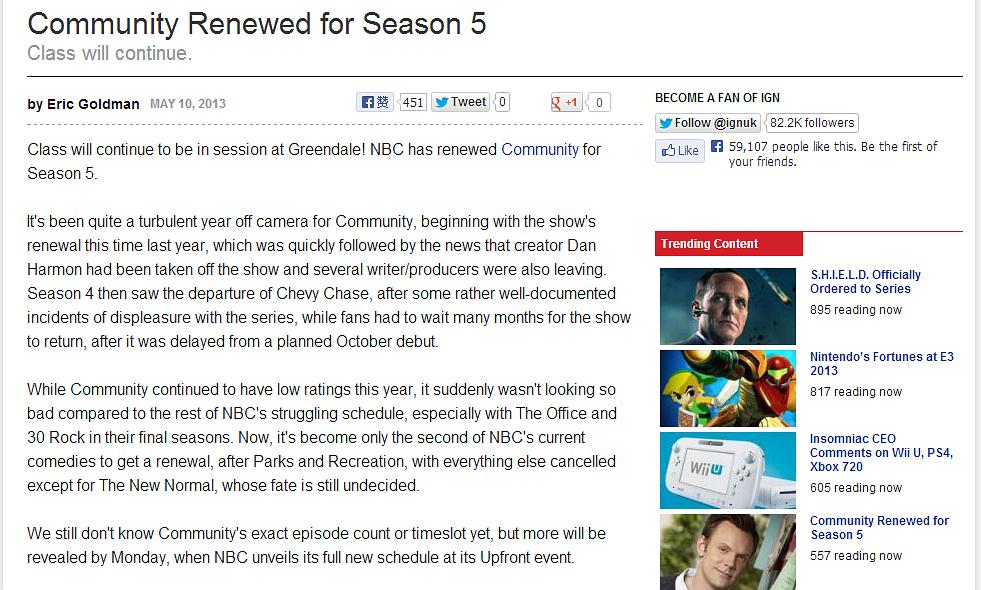 Community Renewed for Season 5
Class will continue.
by Eric Goldman MAY 10, 2013
赞 451 Tweet 0 +1 0
Class will continue to be in session at Greendale! NBC has renewed Community for
Season 5.
It's been quite a turbulent year off camera for Community, beginning with the show's
renewal this time last year, which was quickly followed by the news that creator Dan
Harmon had been taken off the show and several writer/producers were also leaving.
Season 4 then saw the departure of Chevy Chase, after some rather well-documented
incidents of displeasure with the series, while fans had to wait many months for the show
to return, after it was delayed from a planned October debut.
While Community continued to have low ratings this year, it suddenly wasn't looking so
bad compared to the rest of NBC's struggling schedule, especially with The Office and
30 Rock in their final seasons. Now, it's become only the second of NBC's current
comedies to get a renewal, after Parks and Recreation, with everything else cancelled
except for The New Normal, whose fate is still undecided.
We still don't know Community's exact episode count or timeslot yet, but more will be
revealed by Monday, when NBC unveils its full new schedule at its Upfront event.
BECOME A FAN OF IGN
Follow @ignuk 82.2K followers
Like 59,107 people like this. Be the first of
your friends.
Trending Content
S.H.I.E.L.D. Officially
Ordered to Series
895 reading now
Nintendo's Fortunes at E3
2013
817 reading now
WiiU
Insomniac CEO
Comments on Wii U, PS4,
Xbox 720
605 reading now
Community Renewed for
Season 5
557 reading now